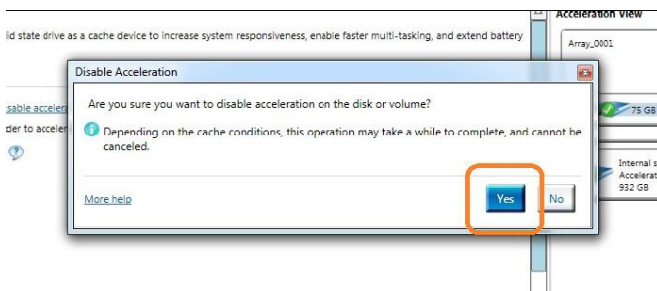 Acceleration View
id state drive as a cache device to increase system responsiveness, enable faster multi-tasking, and extend battery
Array_0001
Disable Acceleration
Are you sure you want to disable acceleration on the disk or volume?
Depending on the cache conditions, this operation may take a while to complete, and cannot be
canceled.
sable acceler
der to acceler
75 GB
Internal s
Accelerat
932 GB
More help
Yes
No